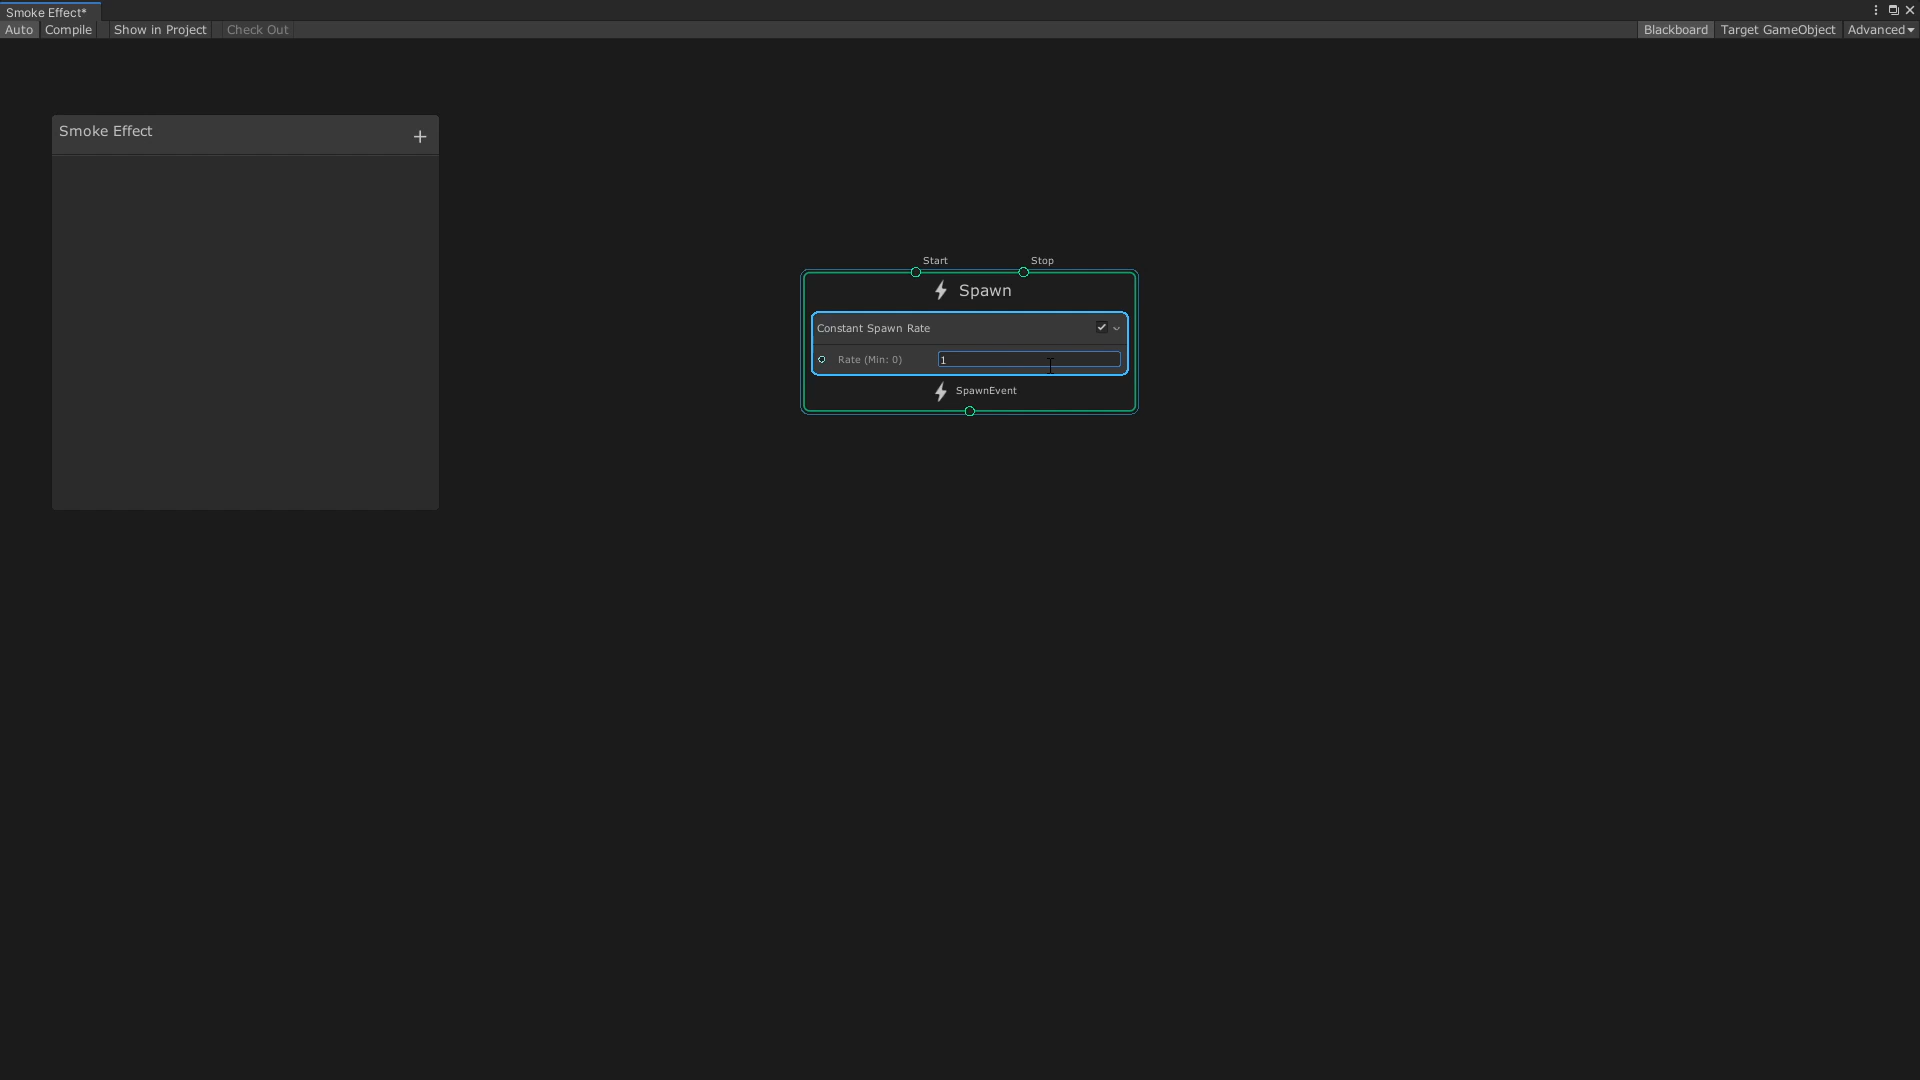 Smoke Effect*
Auto Compile Show in Project Check Out Blackboard Target GameObject Advanced
Smoke Effect
Start Stop
Spawn
Constant Spawn Rate
Rate (Min: 0) 1
SpawnEvent